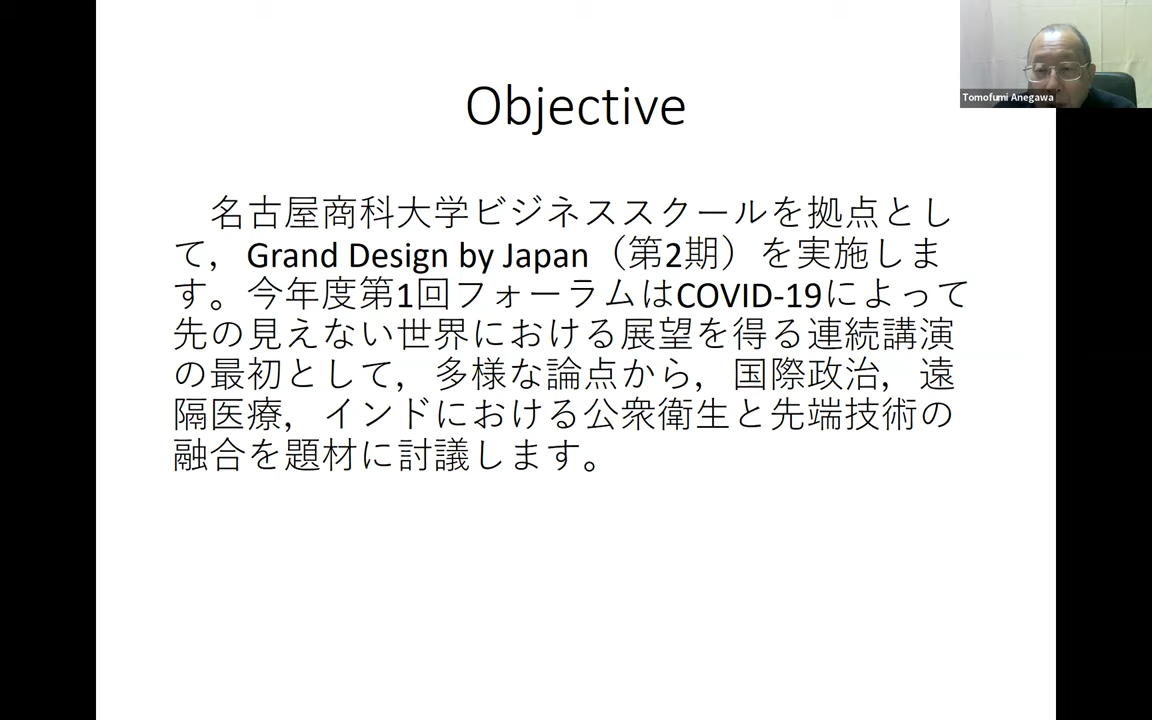 Objective
名古屋商科大学ビジネススクールを拠点とし
て，Grand Design by Japan（第2期）を実施しま
す。今年度第1回フォーラムはCOVID-19によって
先の見えない世界における展望を得る連続講演
の最初として，多様な論点から，国際政治，遠
隔医療，インドにおける公衆衛生と先端技術の
融合を題材に討議します。
Tomofumi Anegawa